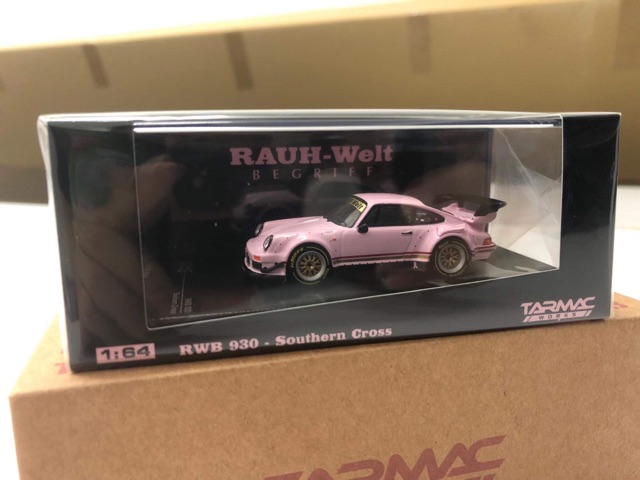 RAUH-Welt
BEGRIFF
1:64
RWB 930 - Southern Cross
TARMAC
WORKS
TARMAC